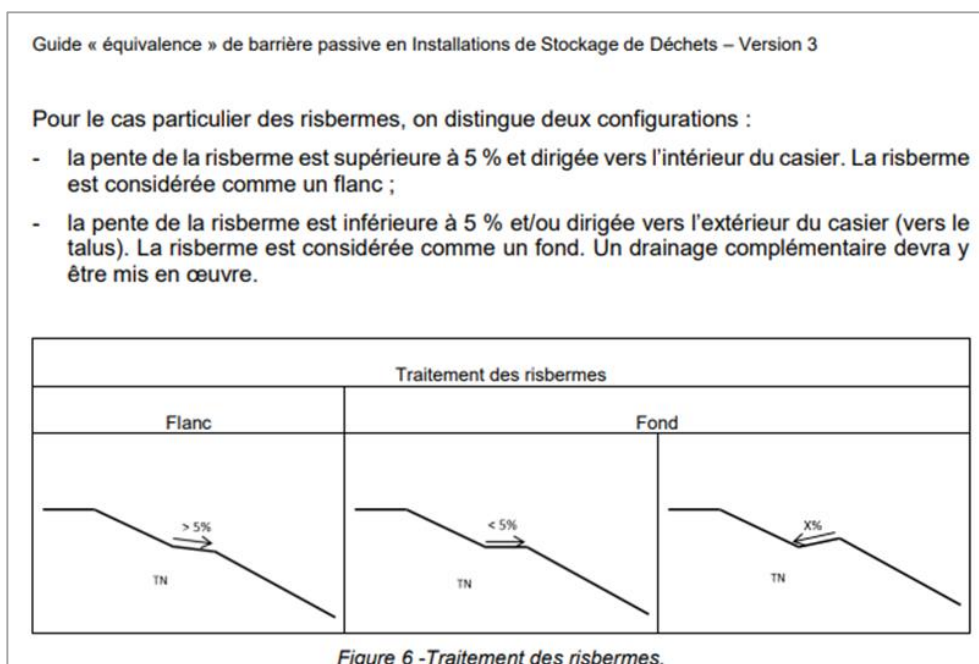 Guide « équivalence » de barrière passive en Installations de Stockage de Déchets – Version 3
Pour le cas particulier des risbermes, on distingue deux configurations :
- la pente de la risberme est supérieure à 5 % et dirigée vers l'intérieur du casier. La risberme
est considérée comme un flanc ;
- la pente de la risberme est inférieure à 5 % et/ou dirigée vers l'extérieur du casier (vers le
talus). La risberme est considérée comme un fond. Un drainage complémentaire devra y
être mis en œuvre.
Traitement des risbermes
Flanc
Fond
> 5%
TN
< 5%
TN
X%
TN
Figure 6 -Traitement des risbermes.